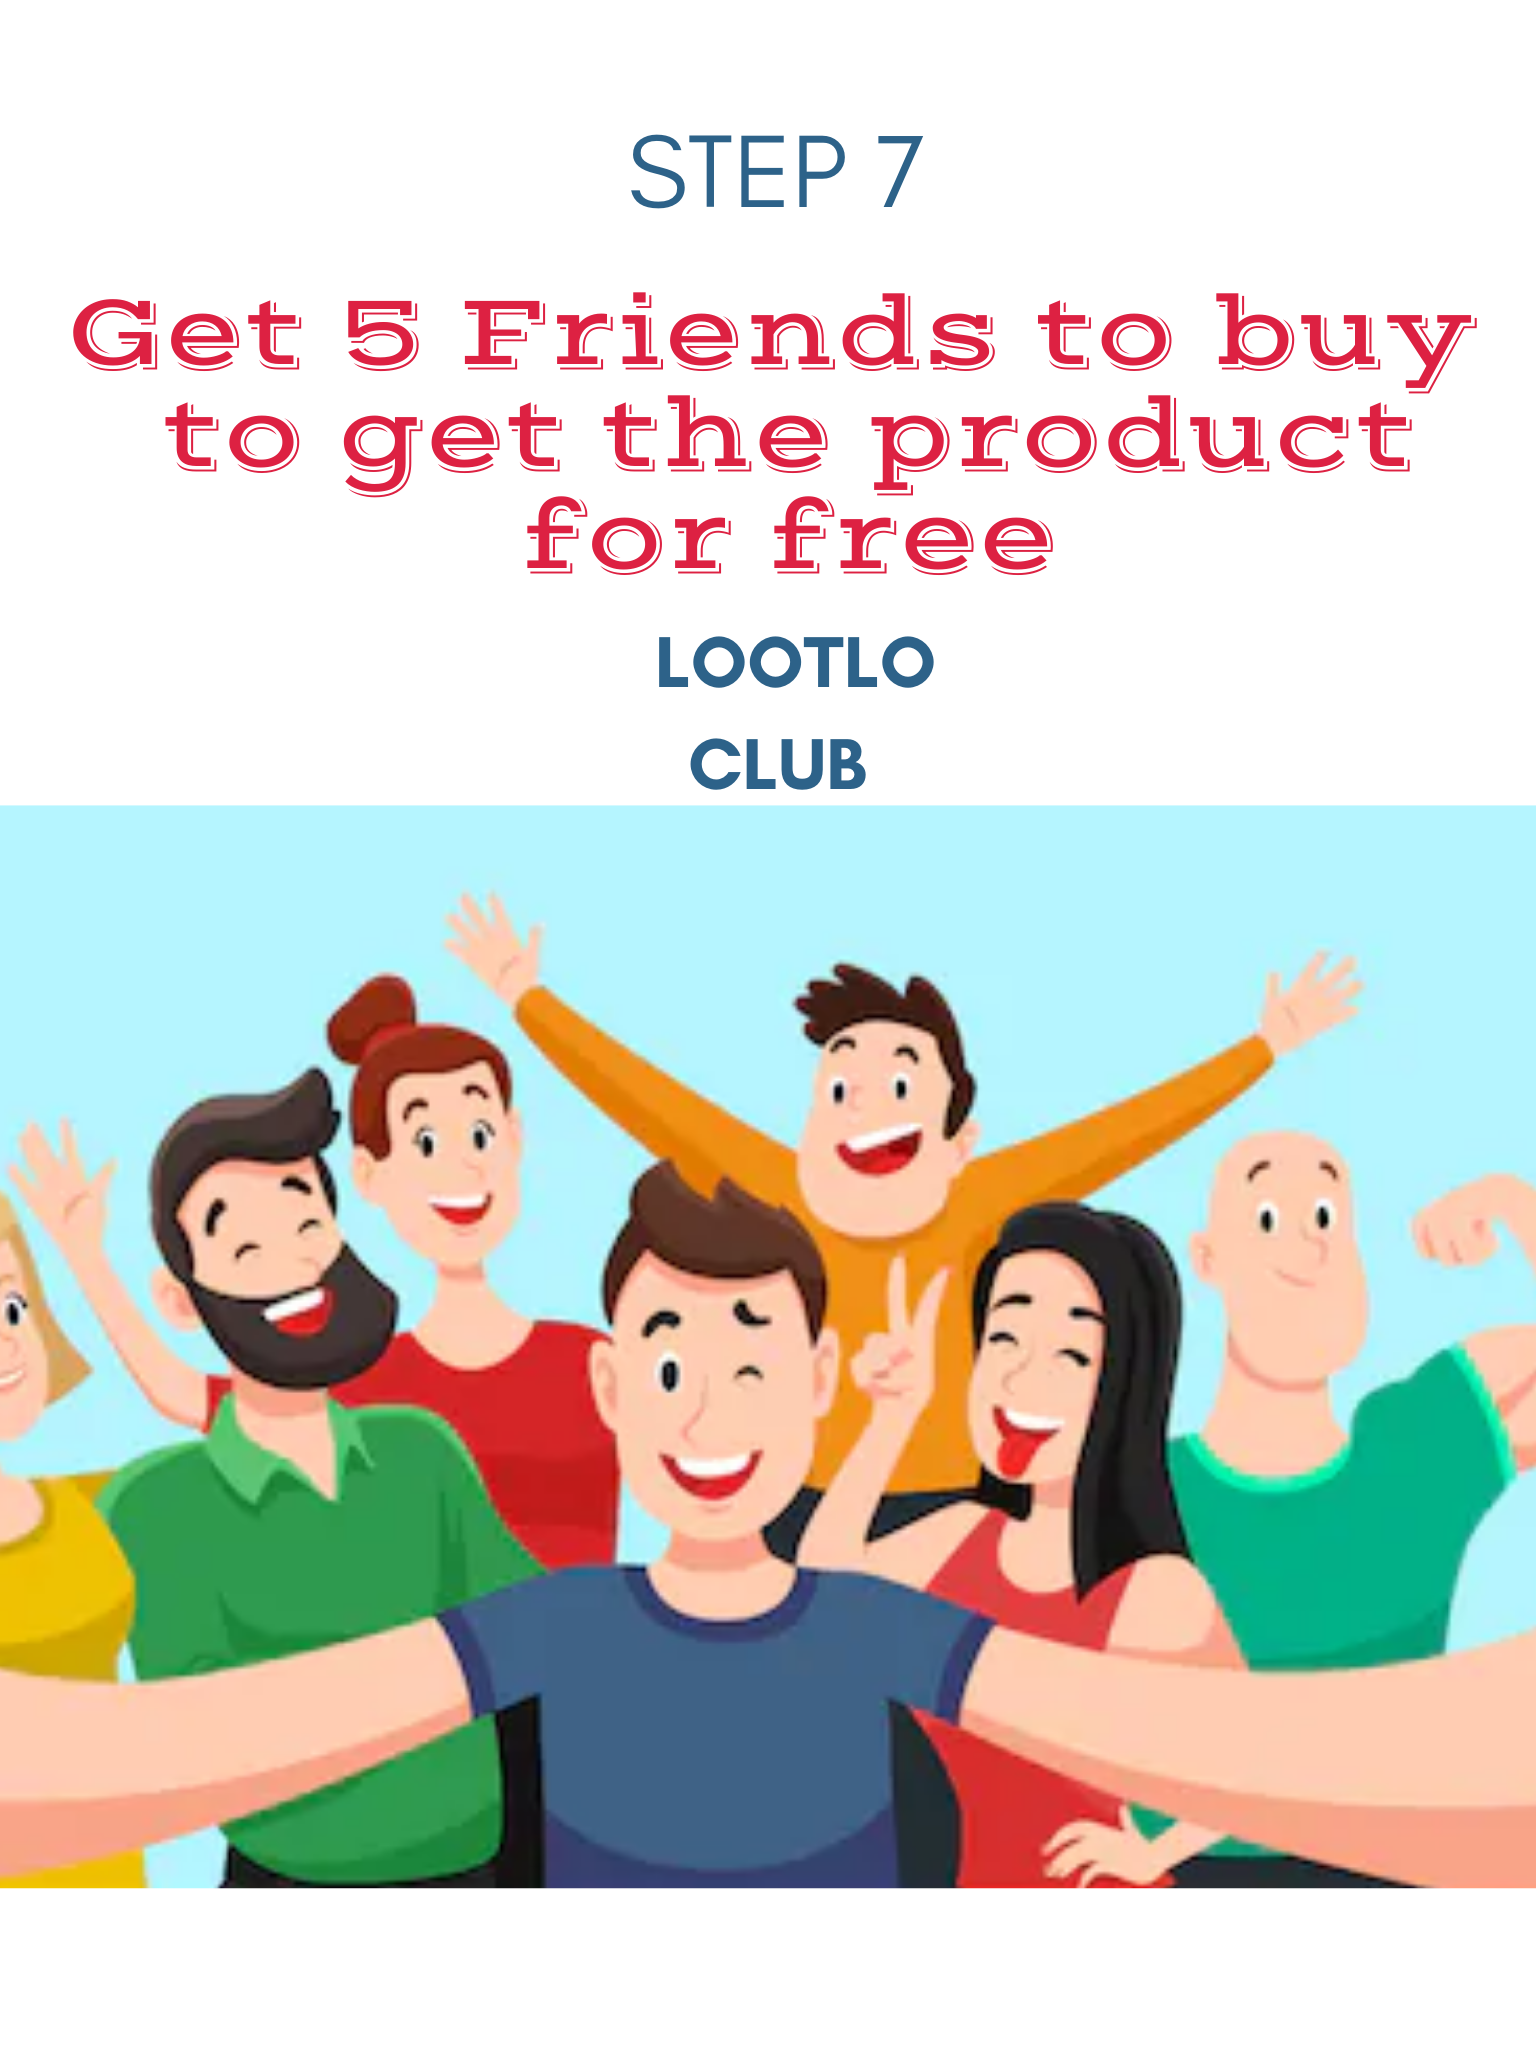 STEP 7
Get 5 Friends to buy
to get the product
for free
LOOTLO
CLUB